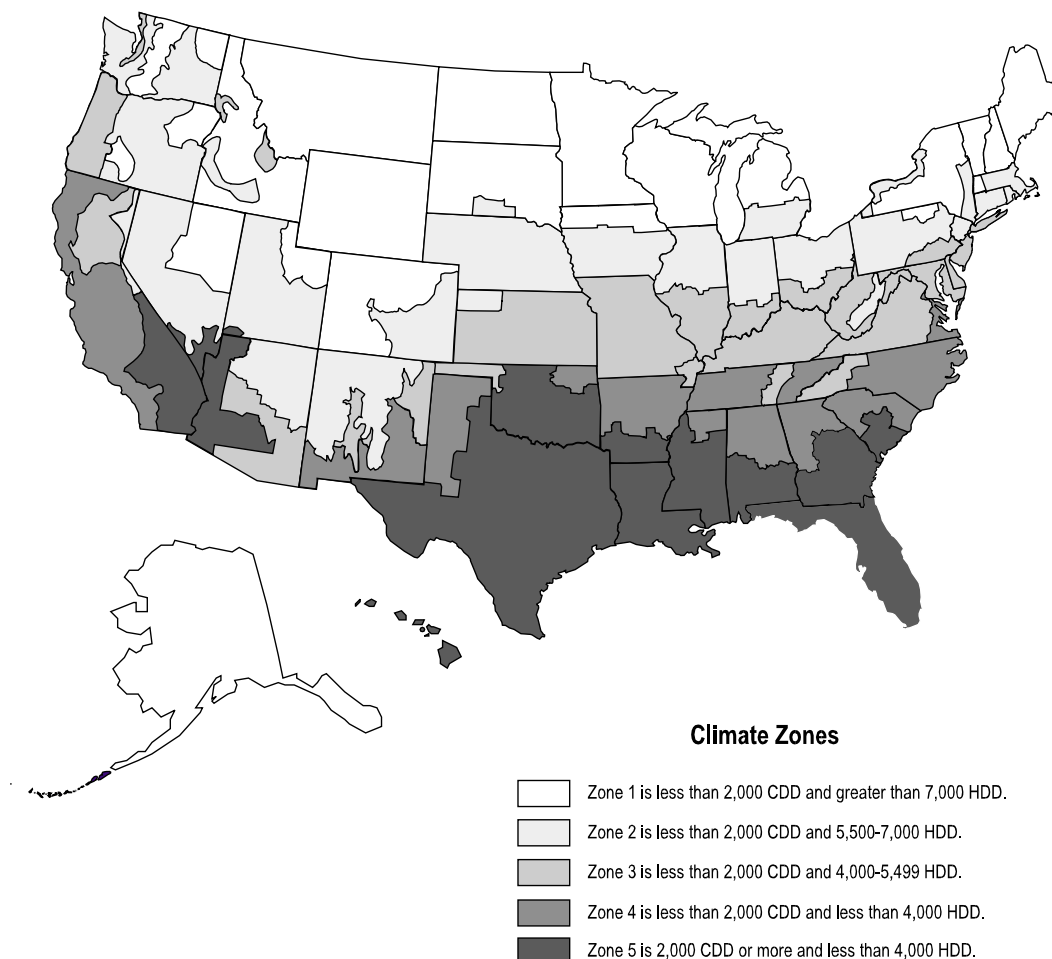 Climate Zones
Zone 1 is less than 2,000 CDD and greater than 7,000 HDD.
Zone 2 is less than 2,000 CDD and 5,500-7,000 HDD.
Zone 3 is less than 2,000 CDD and 4,000-5,499 HDD.
Zone 4 is less than 2,000 CDD and less than 4,000 HDD.
Zone 5 is 2,000 CDD or more and less than 4,000 HDD.